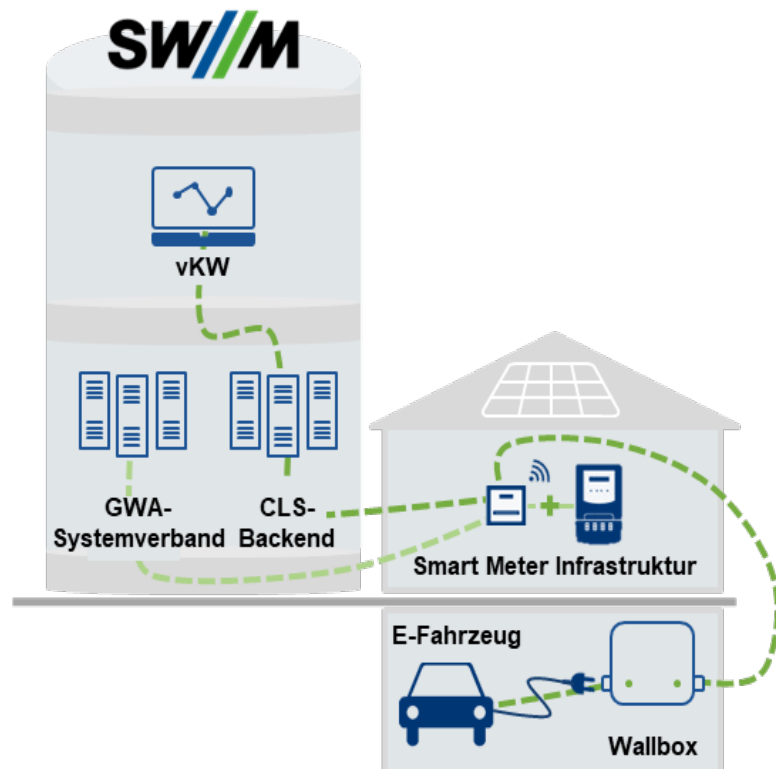 SW//M
vKW
GWA-
Systemverband
CLS-
Backend
Smart Meter Infrastruktur
E-Fahrzeug
Wallbox